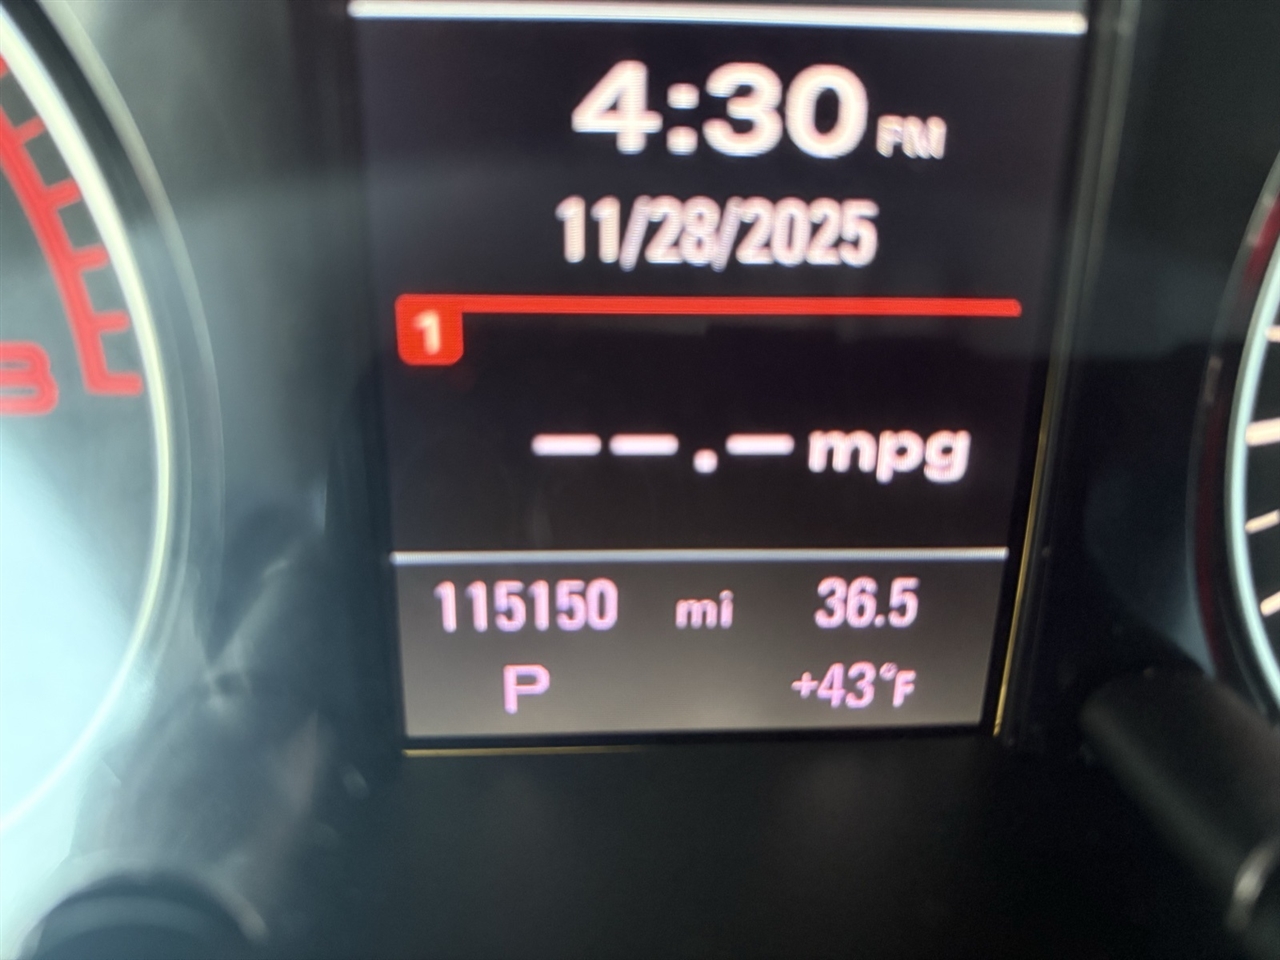 4:30 PM
11/28/2025
1
--.- mpg
115150 mi 36.5
P +43°F